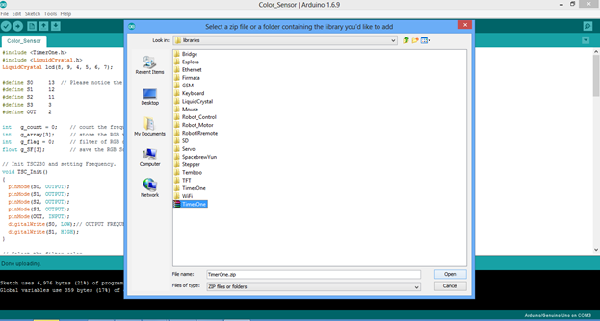 Color_Sensor | Arduino 1.6.9
File Edit Sketch Tools Help
Color_Sensor
#include <TimerOne.h>
#include <LiquidCrystal.h>
LiquidCrystal lcd(8, 9, 4, 5, 6, 7);
#define S0 13 // Please notice the
#define S1 12
#define S2 11
#define S3 3
#define OUT 2
int g_count = 0; // count the freq
int g_array[3]; // store the RGB
int g_flag = 0; // filter of RGB
float g_SF[3]; // save the RGB S
// Init TSC230 and setting Frequency.
void TSC_Init()
{
pinMode(S0, OUTPUT);
pinMode(S1, OUTPUT);
pinMode(S2, OUTPUT);
pinMode(S3, OUTPUT);
pinMode(OUT, INPUT);
digitalWrite(S0, LOW);// OUTPUT FREQUE
digitalWrite(S1, HIGH);
}
Select a zip file or a folder containing the library you'd like to add
Look in:
libraries
Recent Items
Desktop
My Documents
Computer
Network
Bridge
Esplora
Ethernet
Firmata
GSM
Keyboard
LiquidCrystal
Mouse
Robot_Control
Robot_Motor
RobotIRremote
SD
Servo
SpacebrewYun
Stepper
Temboo
TFT
TimerOne
WiFi
TimerOne
File name:
TimerOne.zip
Open
Files of type:
ZIP files or folders
Cancel
Done uploading.
Sketch uses 6,976 bytes (21%) of program
Global variables use 359 bytes (17%) of
Arduino/Genuino Uno on COM3